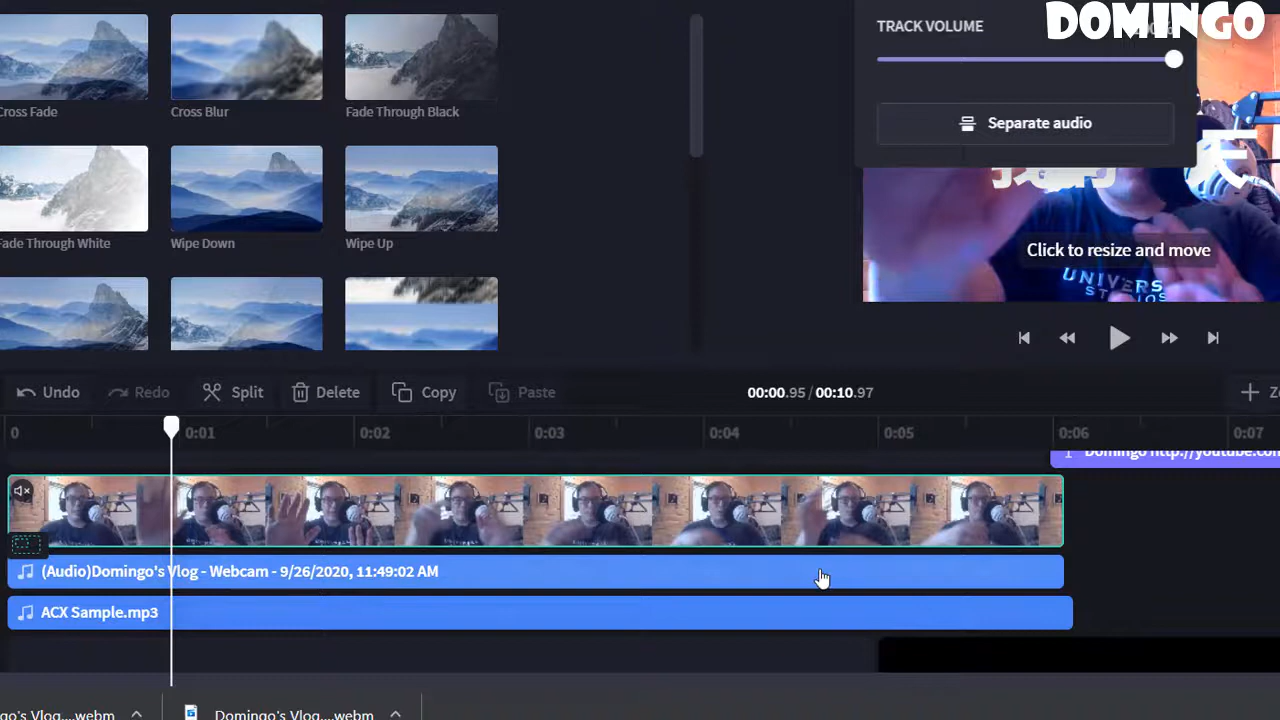 DOMINGO
TRACK VOLUME
Separate audio
天
Click to resize and move
UNIVERS
STUDIOS
Cross Fade
Cross Blur
Fade Through Black
Fade Through White
Wipe Down
Wipe Up
Undo
Redo
Split
Delete
Copy
Paste
00:00.95 / 00:10.97
0
0:01
0:02
0:03
0:04
0:05
0:06
0:07
Domingo http://youtube.com
(Audio)Domingo's Vlog - Webcam - 9/26/2020, 11:49:02 AM
ACX Sample.mp3
go's Vlog....webm
Domingo's Vlog....webm